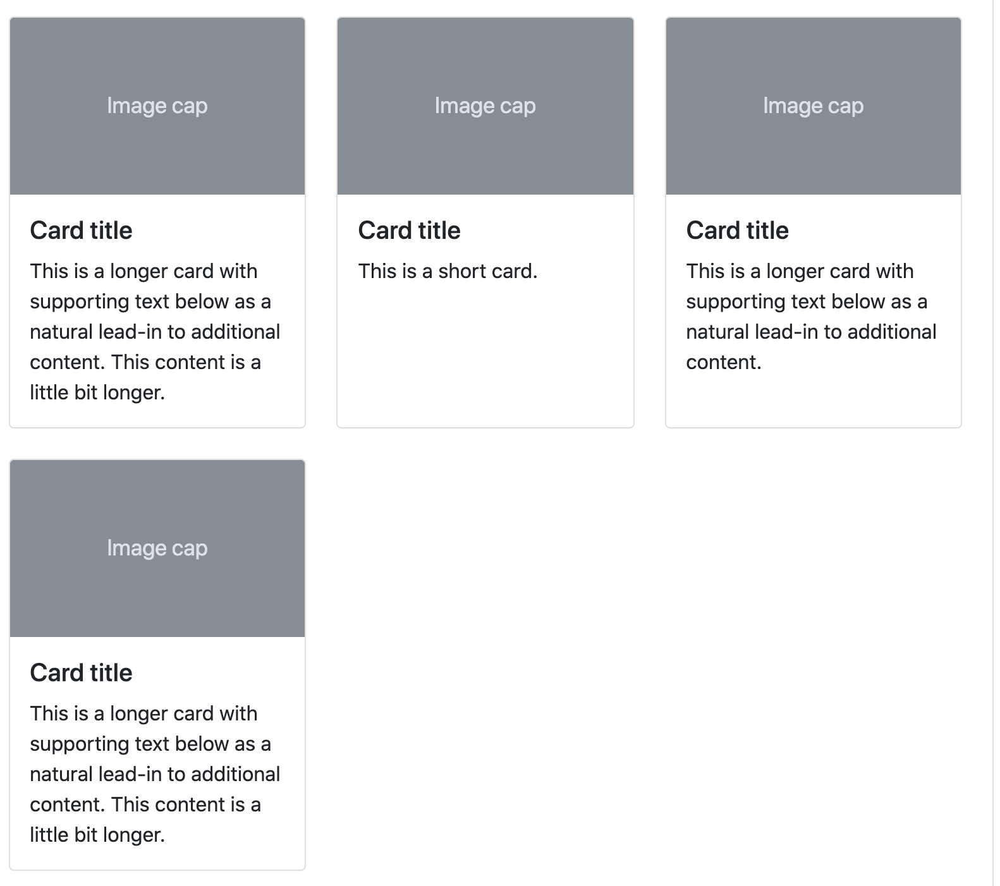 Image cap
Card title
This is a longer card with
supporting text below as a
natural lead-in to additional
content. This content is a
little bit longer.
Image cap
Card title
This is a short card.
Image cap
Card title
This is a longer card with
supporting text below as a
natural lead-in to additional
content.
Image cap
Card title
This is a longer card with
supporting text below as a
natural lead-in to additional
content. This content is a
little bit longer.